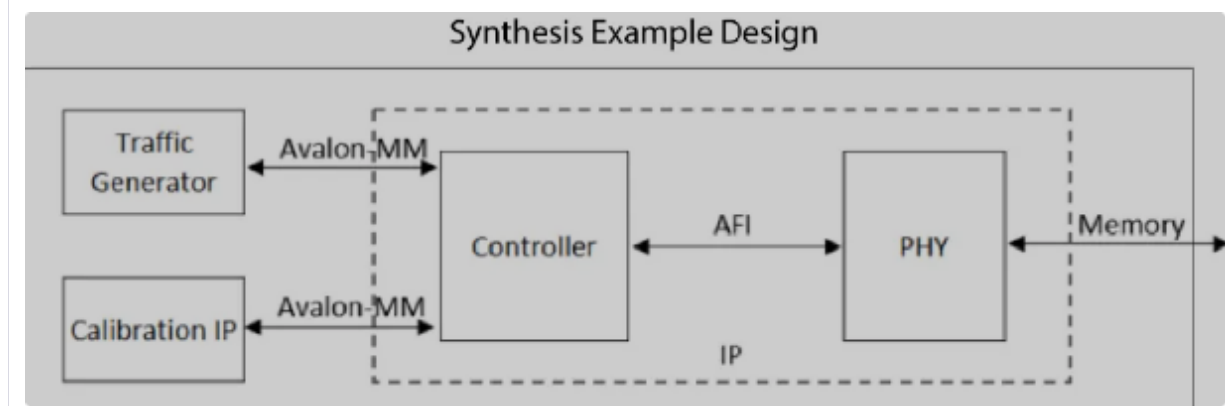 Synthesis Example Design
Traffic
Generator
Avalon-MM
Controller
AFI
PHY
Memory
Calibration IP
Avalon-MM
IP